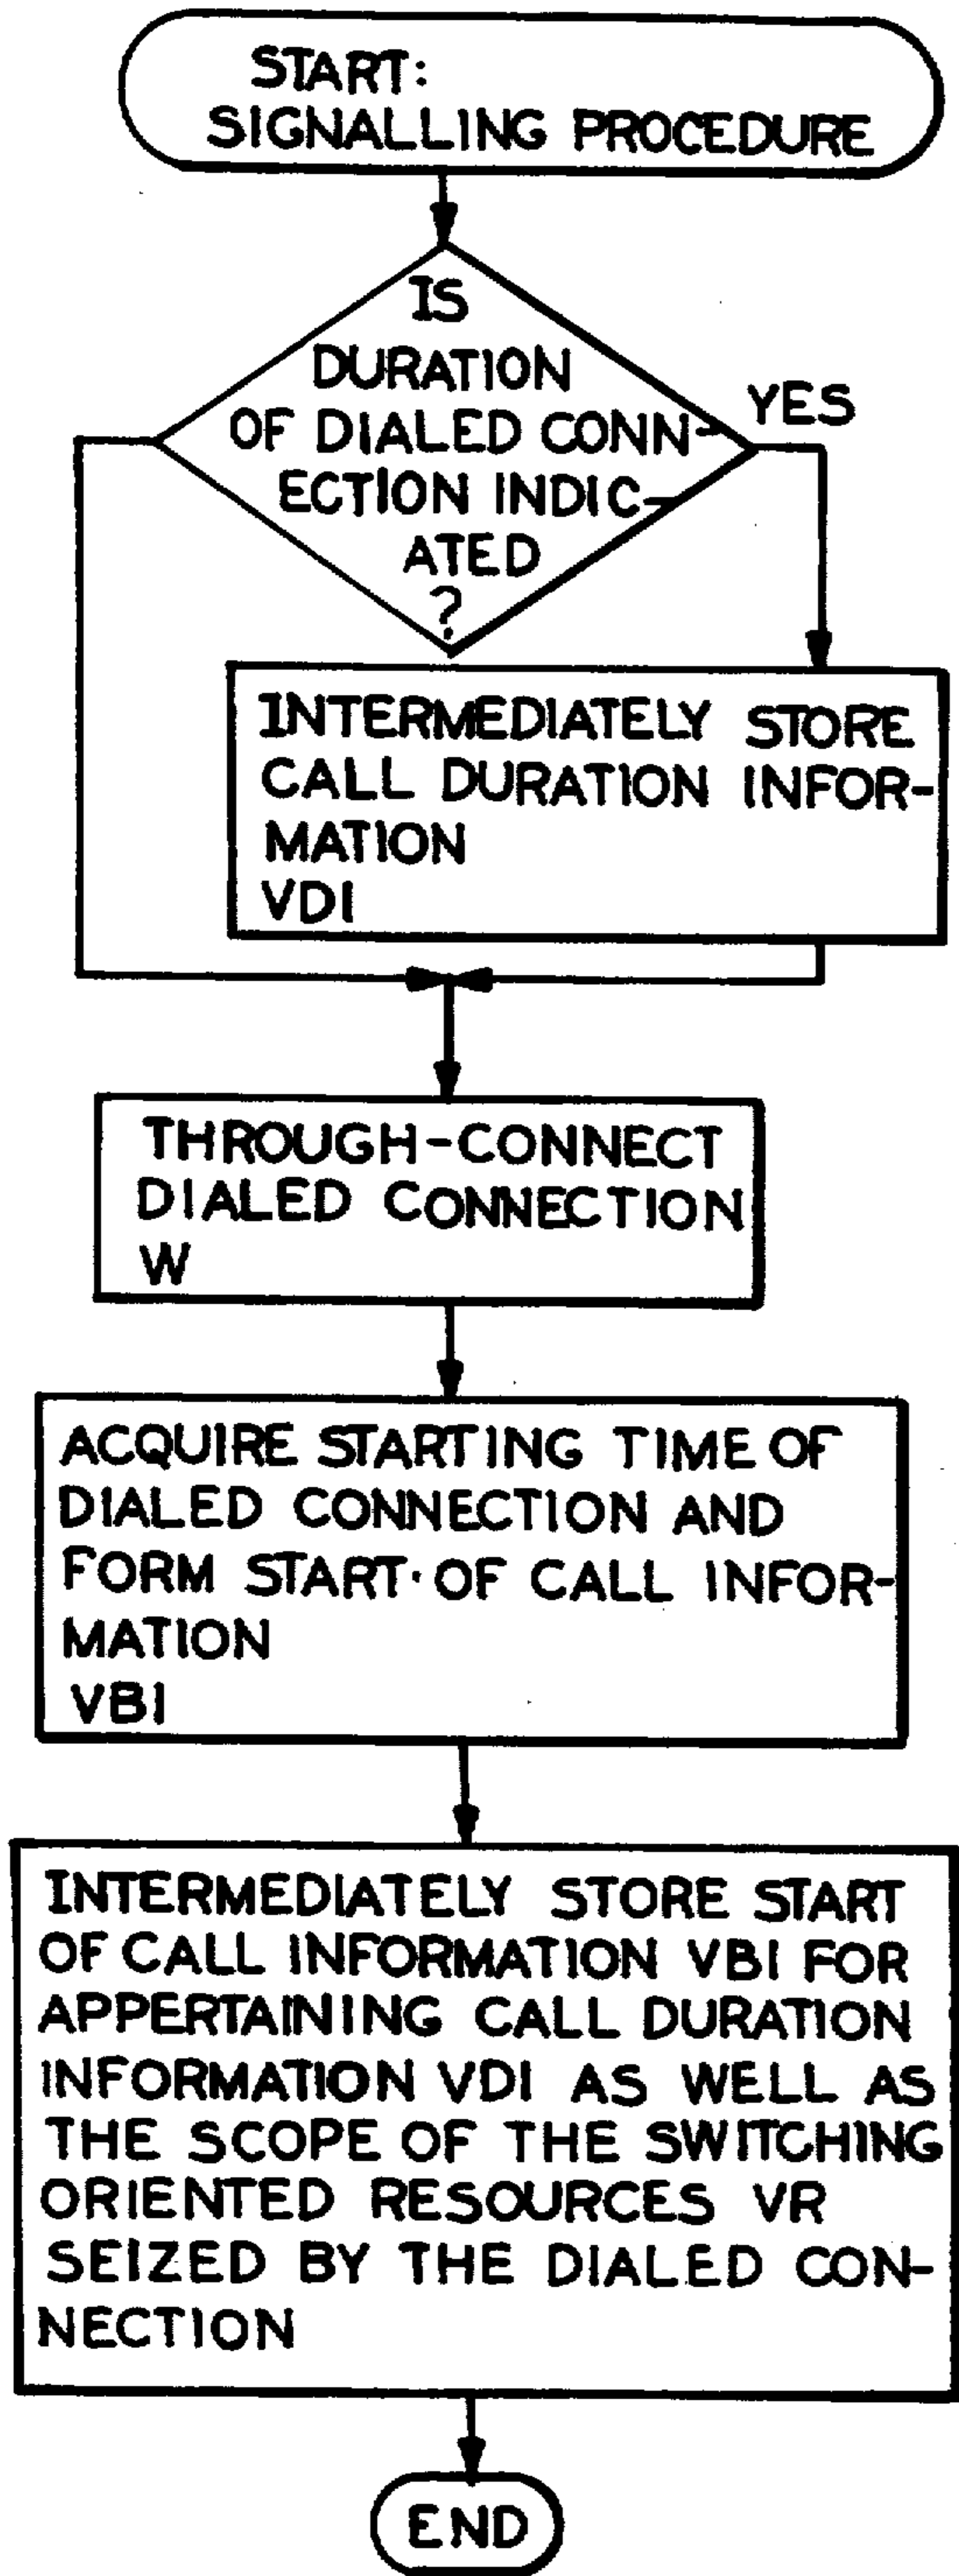 START:
SIGNALLING PROCEDURE
IS
DURATION
OF DIALED CONN-
ECTION INDIC-
ATED
?
YES
INTERMEDIATELY STORE
CALL DURATION INFOR-
MATION
VDI
THROUGH-CONNECT
DIALED CONNECTION
W
ACQUIRE STARTING TIME OF
DIALED CONNECTION AND
FORM START OF CALL INFOR-
MATION
VBI
INTERMEDIATELY STORE START
OF CALL INFORMATION VBI FOR
APPERTAINING CALL DURATION
INFORMATION VDI AS WELL AS
THE SCOPE OF THE SWITCHING
ORIENTED RESOURCES VR
SEIZED BY THE DIALED CON-
NECTION
END